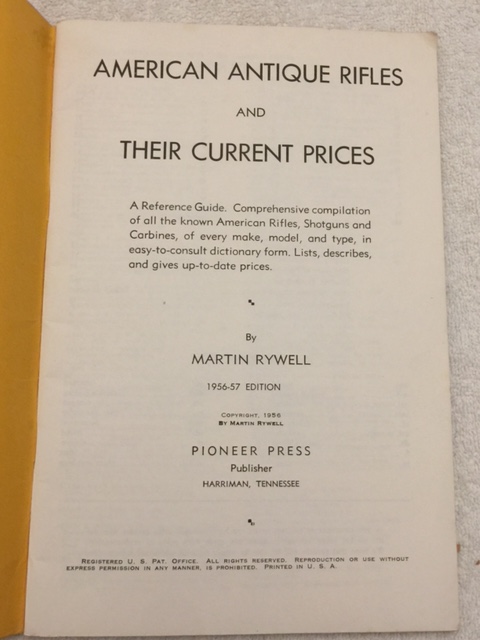 AMERICAN ANTIQUE RIFLES
AND
THEIR CURRENT PRICES
A Reference Guide. Comprehensive compilation
of all the known American Rifles, Shotguns and
Carbines, of every make, model, and type, in
easy-to-consult dictionary form. Lists, describes,
and gives up-to-date prices.
By
MARTIN RYWELL
1956-57 EDITION
COPYRIGHT, 1956
BY MARTIN RYWELL
PIONEER PRESS
Publisher
HARRIMAN, TENNESSEE
REGISTERED U. S. PAT. OFFICE. ALL RIGHTS RESERVED. REPRODUCTION OR USE WITHOUT
EXPRESS PERMISSION IN ANY MANNER, IS PROHIBITED. PRINTED IN U. S. A.